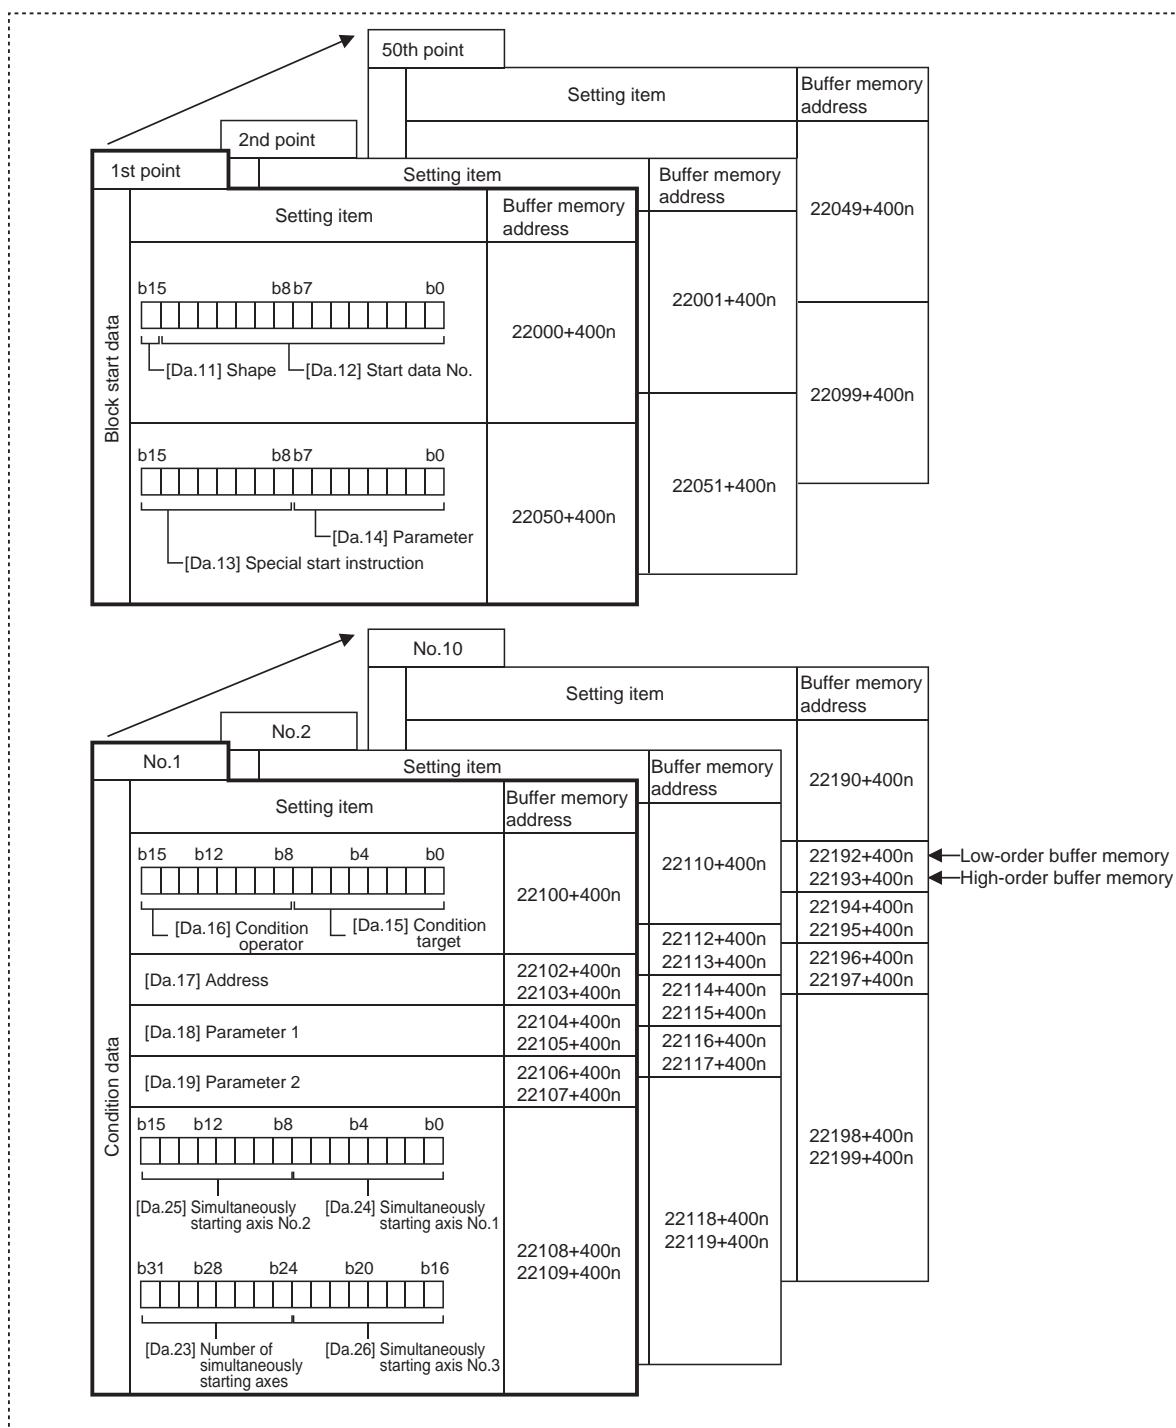 50th point
Setting item
Buffer memory
address
22049+400n
22099+400n
2nd point
Setting item
Buffer memory
address
22001+400n
22051+400n
1st point
Block start data
Setting item
Buffer memory
address
b15 b8 b7 b0
[Da.11] Shape [Da.12] Start data No.
22000+400n
b15 b8 b7 b0
[Da.14] Parameter
[Da.13] Special start instruction
22050+400n
No.10
Setting item
Buffer memory
address
22190+400n
22192+400n Low-order buffer memory
22193+400n High-order buffer memory
22194+400n
22195+400n
22196+400n
22197+400n
22198+400n
22199+400n
No.2
Setting item
Buffer memory
address
22110+400n
22112+400n
22113+400n
22114+400n
22115+400n
22116+400n
22117+400n
22118+400n
22119+400n
No.1
Condition data
Setting item
Buffer memory
address
b15 b12 b8 b4 b0
[Da.16] Condition
operator
[Da.15] Condition
target
22100+400n
[Da.17] Address
22102+400n
22103+400n
[Da.18] Parameter 1
22104+400n
22105+400n
[Da.19] Parameter 2
22106+400n
22107+400n
b15 b12 b8 b4 b0
[Da.25] Simultaneously
starting axis No.2
[Da.24] Simultaneously
starting axis No.1
22108+400n
22109+400n
b31 b28 b24 b20 b16
[Da.23] Number of
simultaneously
starting axes
[Da.26] Simultaneously
starting axis No.3